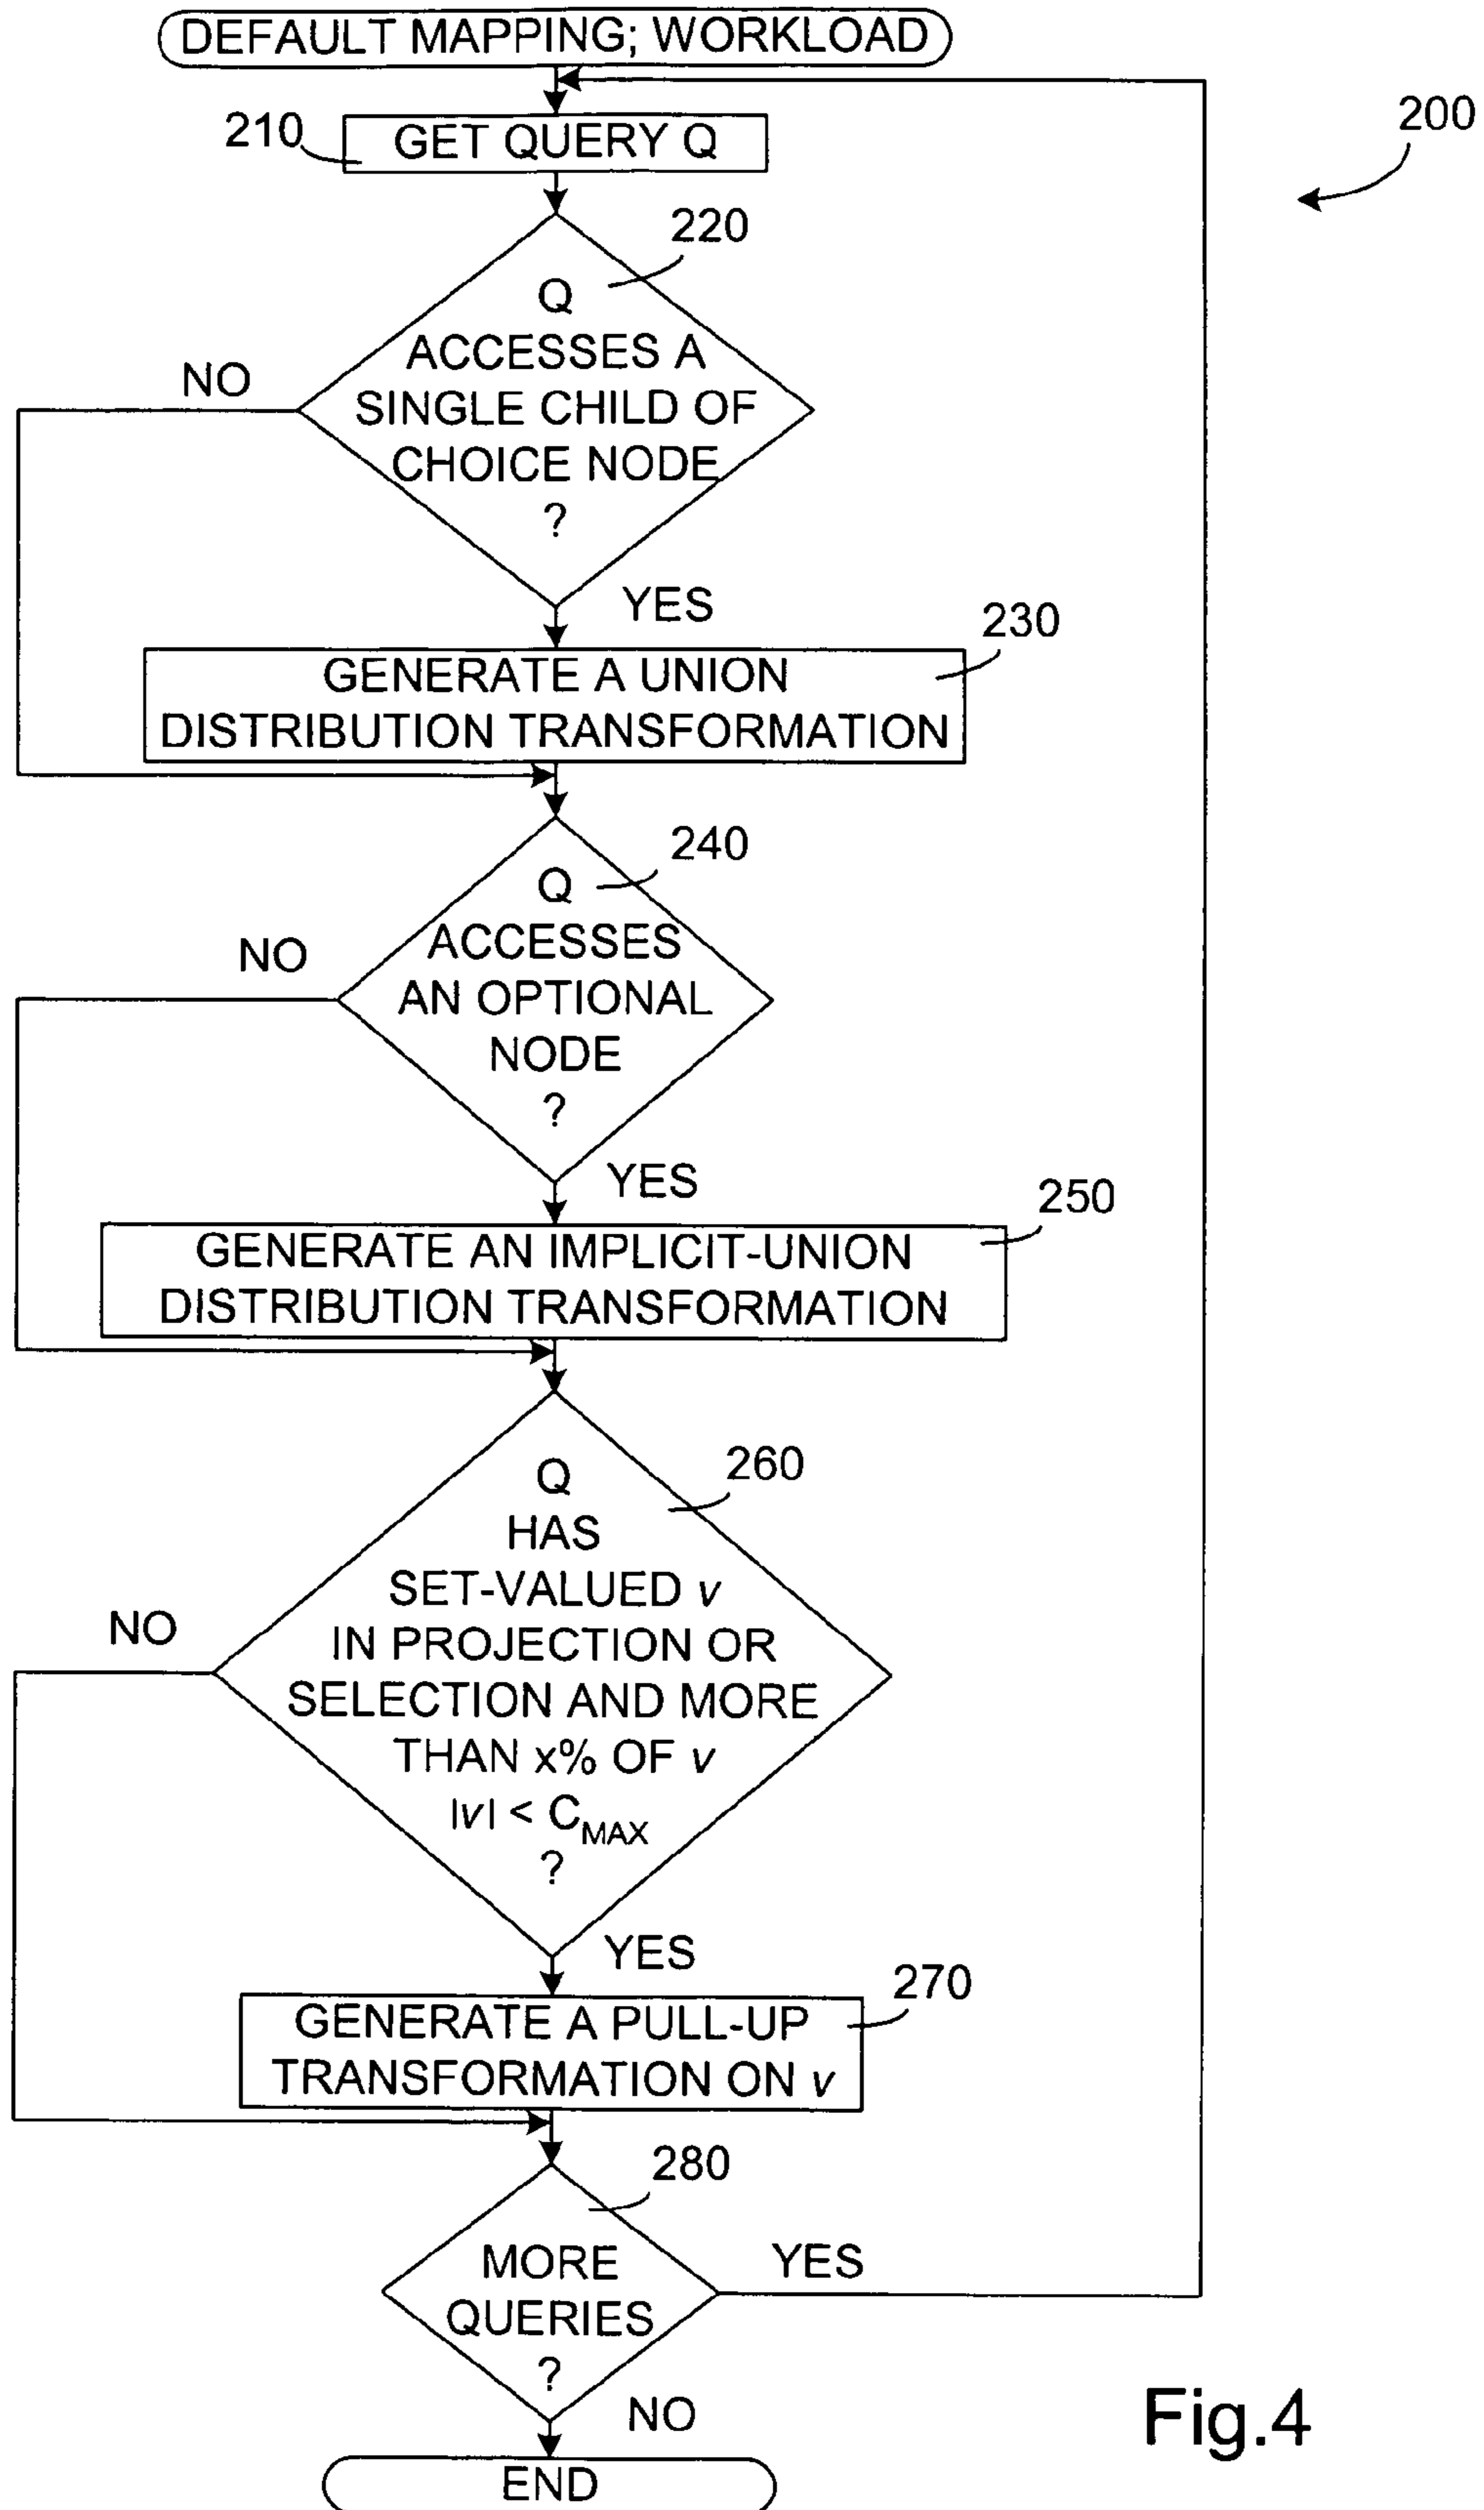 DEFAULT MAPPING; WORKLOAD
200
210
GET QUERY Q
220
Q
ACCESSES A
SINGLE CHILD OF
CHOICE NODE
?
NO
YES
230
GENERATE A UNION
DISTRIBUTION TRANSFORMATION
240
Q
ACCESSES
AN OPTIONAL
NODE
?
NO
YES
250
GENERATE AN IMPLICIT-UNION
DISTRIBUTION TRANSFORMATION
260
Q
HAS
SET-VALUED v
IN PROJECTION OR
SELECTION AND MORE
THAN x% OF v
|v| < CMAX
?
NO
YES
270
GENERATE A PULL-UP
TRANSFORMATION ON v
280
MORE
QUERIES
?
YES
NO
END
Fig.4